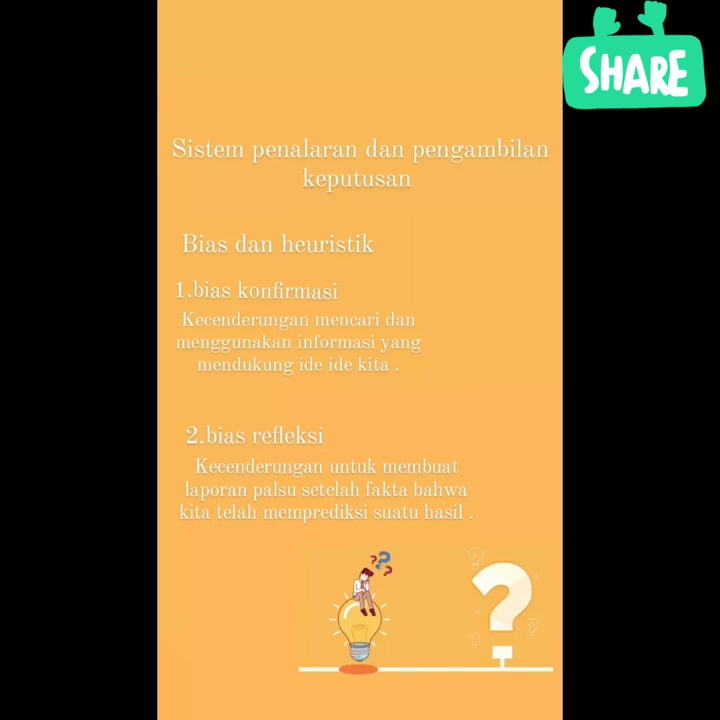 SHARE
Sistem penalaran dan pengambilan
keputusan
Bias dan heuristik
1.bias konfirmasi
Kecenderungan mencari dan
menggunakan informasi yang
mendukung ide ide kita .
2.bias refleksi
Kecenderungan untuk membuat
laporan palsu setelah fakta bahwa
kita telah memprediksi suatu hasil .